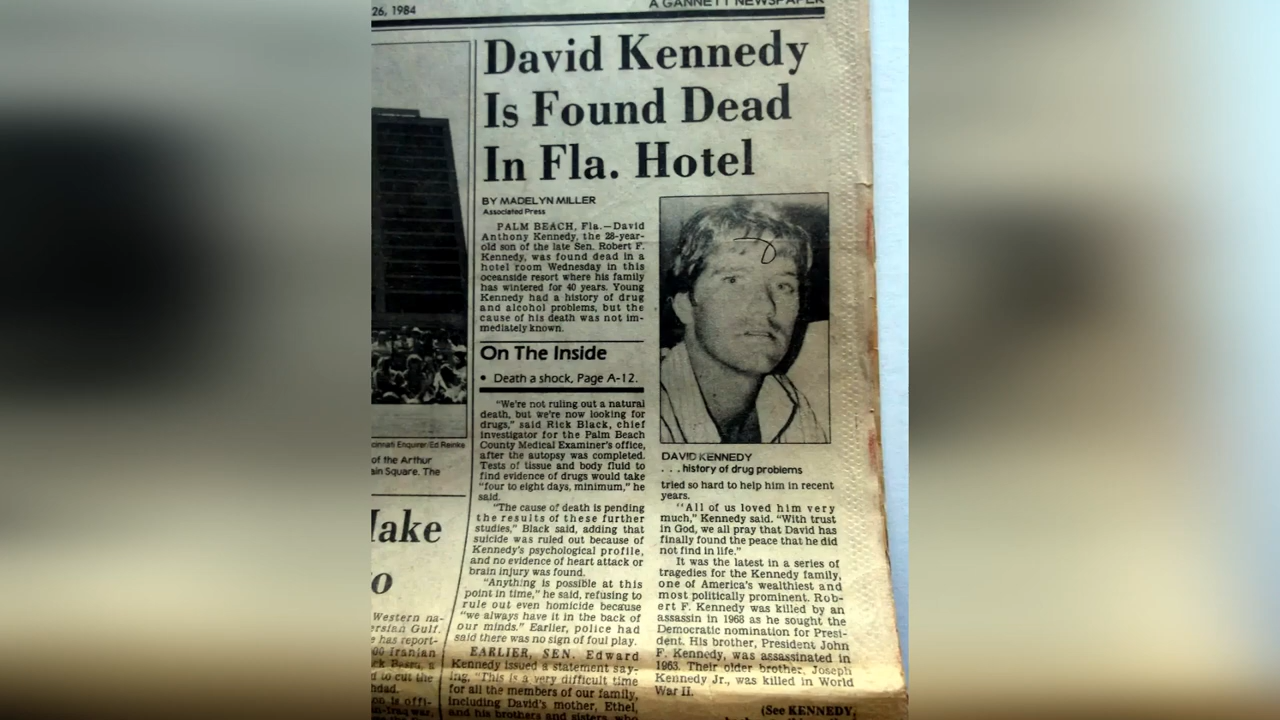 26, 1984
A GANNETT NEWSPAPER
David Kennedy
Is Found Dead
In Fla. Hotel
BY MADELYN MILLER
Associated Press
PALM BEACH, Fla.—David
Anthony Kennedy, the 28-year-
old son of the late Sen. Robert F.
Kennedy, was found dead in a
hotel room Wednesday in this
oceanside resort where his family
has wintered for 40 years. Young
Kennedy had a history of drug
and alcohol problems, but the
cause of his death was not im-
mediately known.
On The Inside
• Death a shock, Page A-12.
"We're not ruling out a natural
death, but we're now looking for
drugs," said Rick Black, chief
investigator for the Palm Beach
County Medical Examiner's office,
after the autopsy was completed.
Tests of tissue and body fluid to
find evidence of drugs would take
"four to eight days, minimum," he
said.
"The cause of death is pending
the results of these further
studies," Black said, adding that
suicide was ruled out because of
Kennedy's psychological profile,
and no evidence of heart attack or
brain injury was found.
"Anything is possible at this
point in time," he said, refusing to
rule out even homicide because
"we always have it in the back of
our minds." Earlier, police had
said there was no sign of foul play.
EARLIER, SEN. Edward
Kennedy issued a statement say-
ing, "This is a very difficult time
for all the members of our family,
including David's mother, Ethel,
and his brothers and sisters, who
DAVID KENNEDY
. . . history of drug problems
tried so hard to help him in recent
years.
"All of us loved him very
much," Kennedy said. "With trust
in God, we all pray that David has
finally found the peace that he did
not find in life."
It was the latest in a series of
tragedies for the Kennedy family,
one of America's wealthiest and
most politically prominent. Rob-
ert F. Kennedy was killed by an
assassin in 1968 as he sought the
Democratic nomination for Presi-
dent. His brother, President John
F. Kennedy, was assassinated in
1963. Their older brother, Joseph
Kennedy Jr., was killed in World
War II.
(See KENNEDY,
cinnati Enquirer/Ed Reinke
of the Arthur
ain Square. The
Make
o
Western na-
ersian Gulf.
e has report-
00 Iranian
ck Basra, a
d to cut the
hdad.
on is offi-
n-Iraq war.